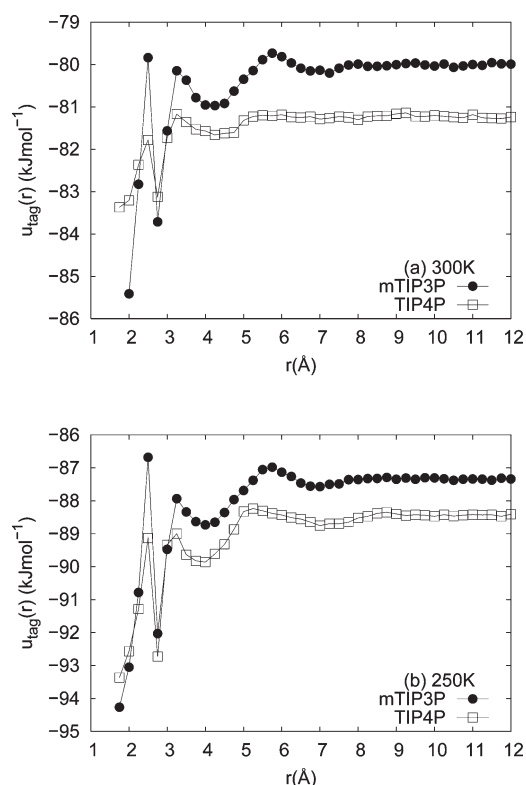 −79
−80
−81
−82
−83
−84
−85
−86
u_tag(r) (kJmol⁻¹)
(a) 300K
mTIP3P
TIP4P
1 2 3 4 5 6 7 8 9 10 11 12
r(Å)
−86
−87
−88
−89
−90
−91
−92
−93
−94
−95
u_tag(r) (kJmol⁻¹)
(b) 250K
mTIP3P
TIP4P
1 2 3 4 5 6 7 8 9 10 11 12
r(Å)